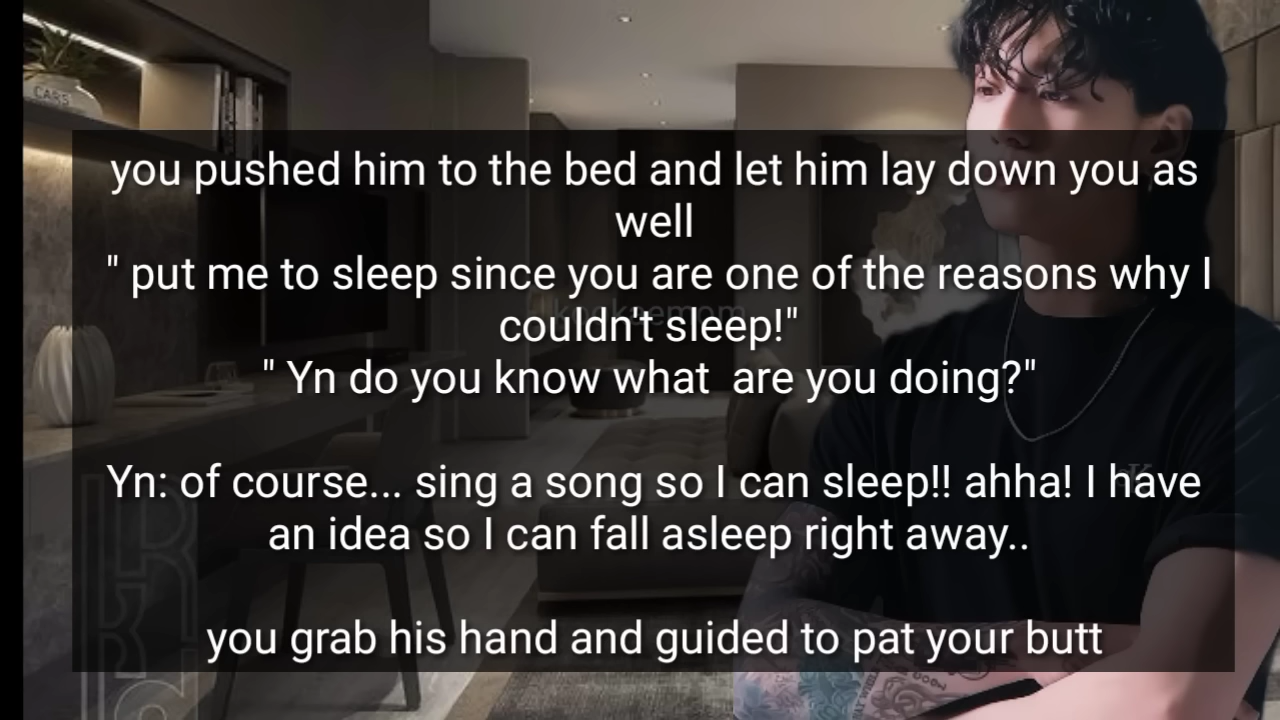 CARS
you pushed him to the bed and let him lay down you as
well
" put me to sleep since you are one of the reasons why I
couldn't sleep!"
" Yn do you know what are you doing?"
Yn: of course... sing a song so I can sleep!! ahha! I have
an idea so I can fall asleep right away..
you grab his hand and guided to pat your butt